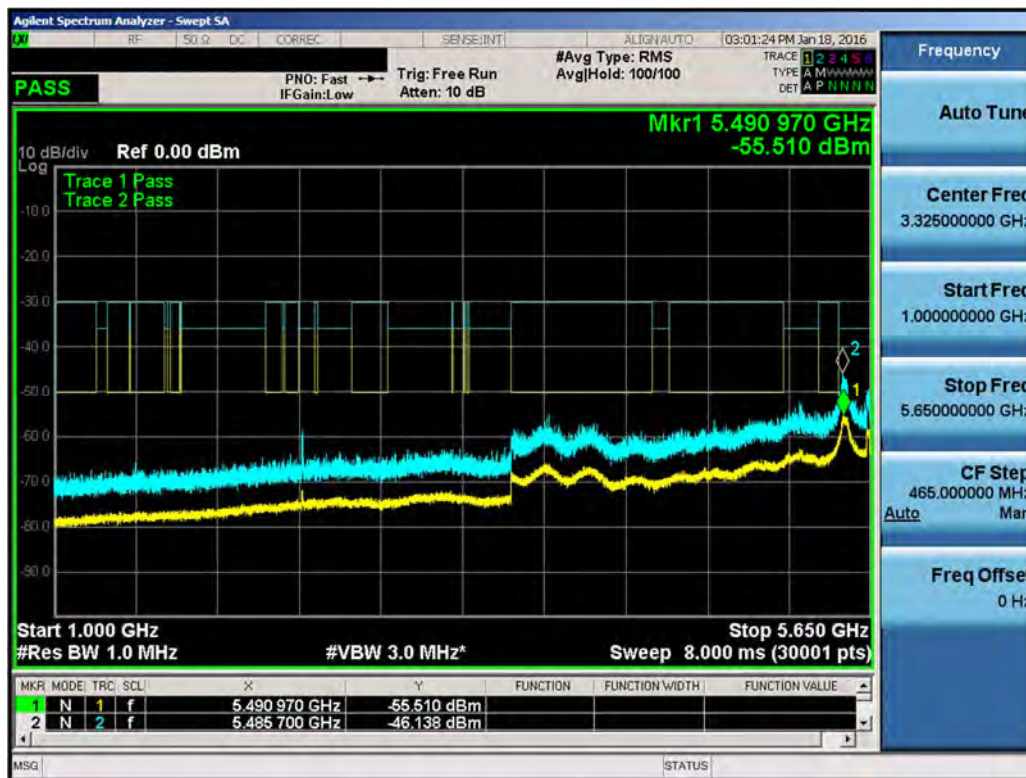 Agilent Spectrum Analyzer - Swept SA
RF 50 Ω DC CORREC SENSE:INT ALIGN AUTO 03:01:24 PM Jan 18, 2016
PASS
PNO: Fast
IFGain:Low
Trig: Free Run
Atten: 10 dB
#Avg Type: RMS
Avg|Hold: 100/100
TRACE 1 2 3 4 5 6
TYPE A M
DET A P N N N N
Mkr1 5.490 970 GHz
-55.510 dBm
10 dB/div Ref 0.00 dBm
Log
Trace 1 Pass
Trace 2 Pass
-10.0
-20.0
-30.0
-40.0
-50.0
-60.0
-70.0
-80.0
-90.0
2
1
Start 1.000 GHz Stop 5.650 GHz
#Res BW 1.0 MHz #VBW 3.0 MHz* Sweep 8.000 ms (30001 pts)
MKR MODE TRC SCL X Y FUNCTION FUNCTION WIDTH FUNCTION VALUE
1 N 1 f 5.490 970 GHz -55.510 dBm
2 N 2 f 5.485 700 GHz -46.138 dBm
MSG STATUS
Frequency
Auto Tune
Center Freq
3.325000000 GHz
Start Freq
1.000000000 GHz
Stop Freq
5.650000000 GHz
CF Step
465.000000 MHz
Auto Man
Freq Offset
0 Hz